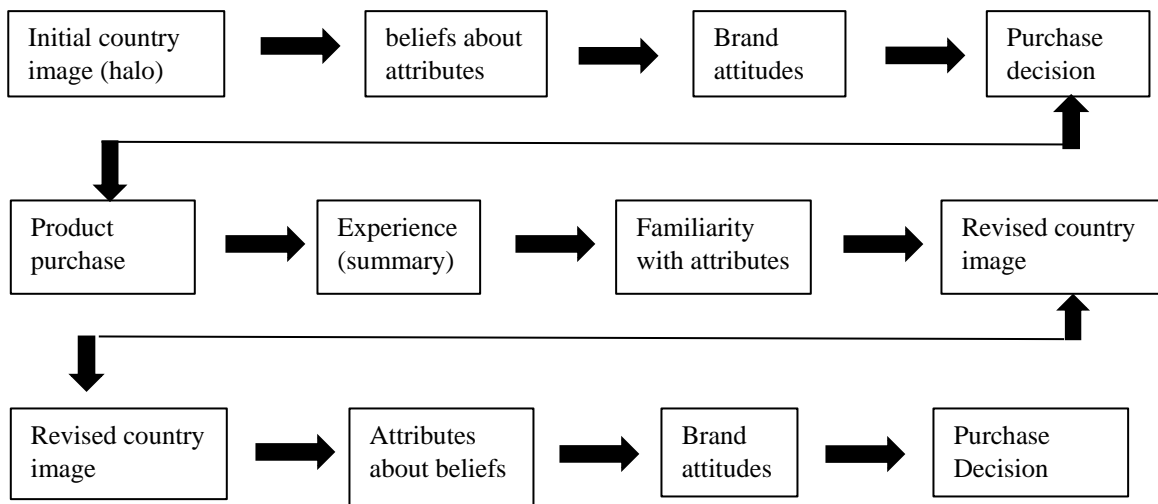 Initial country
image (halo)
beliefs about
attributes
Brand
attitudes
Purchase
decision
Product
purchase
Experience
(summary)
Familiarity
with attributes
Revised country
image
Revised country
image
Attributes
about beliefs
Brand
attitudes
Purchase
Decision